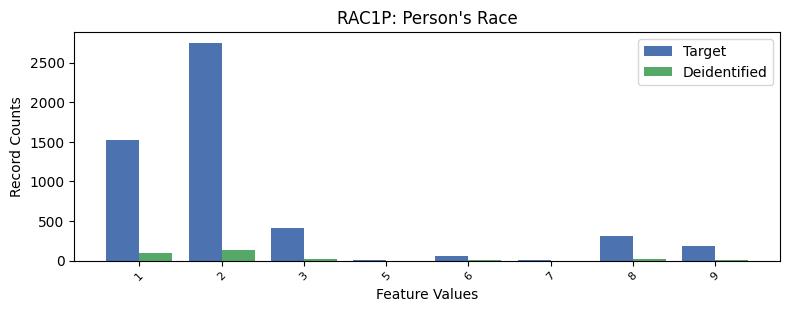 RAC1P: Person's Race
Target
Deidentified
Record Counts
2500
2000
1500
1000
500
0
1 2 3 5 6 7 8 9
Feature Values